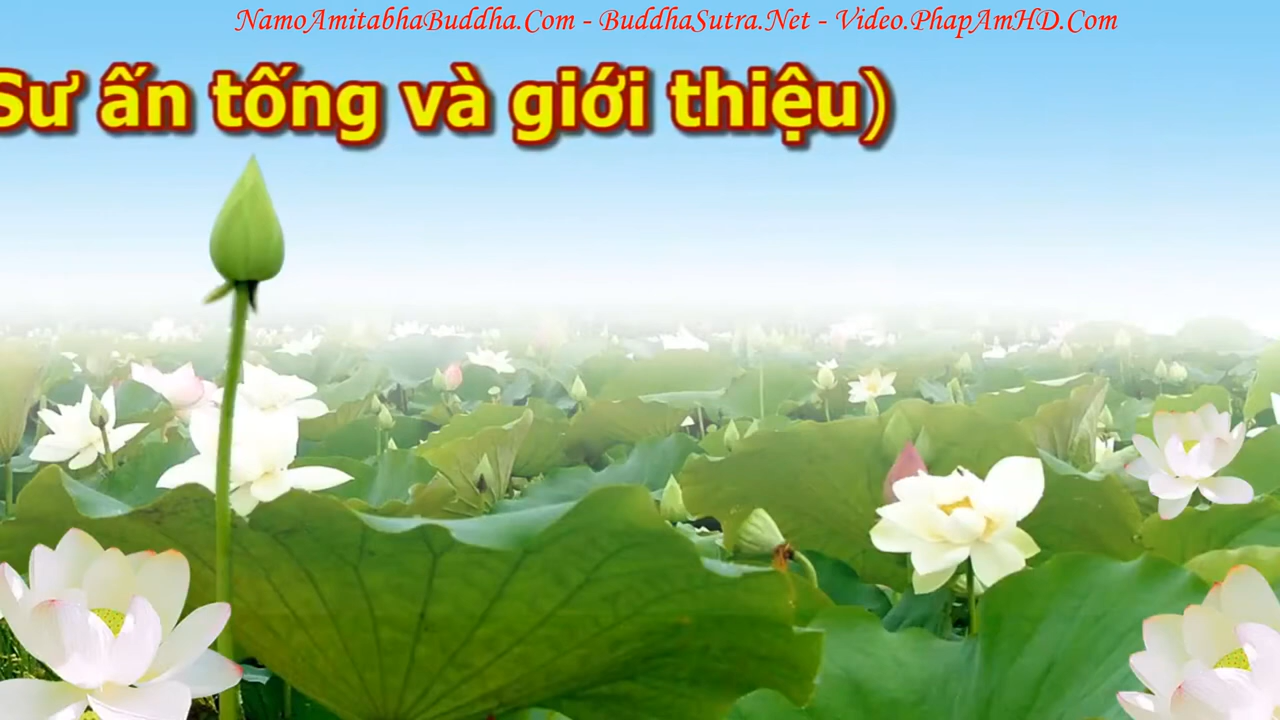 NamoAmitabhaBuddha.Com - BuddhaSutra.Net - Video.PhapAmHD.Com
Sư ấn tống và giới thiệu)